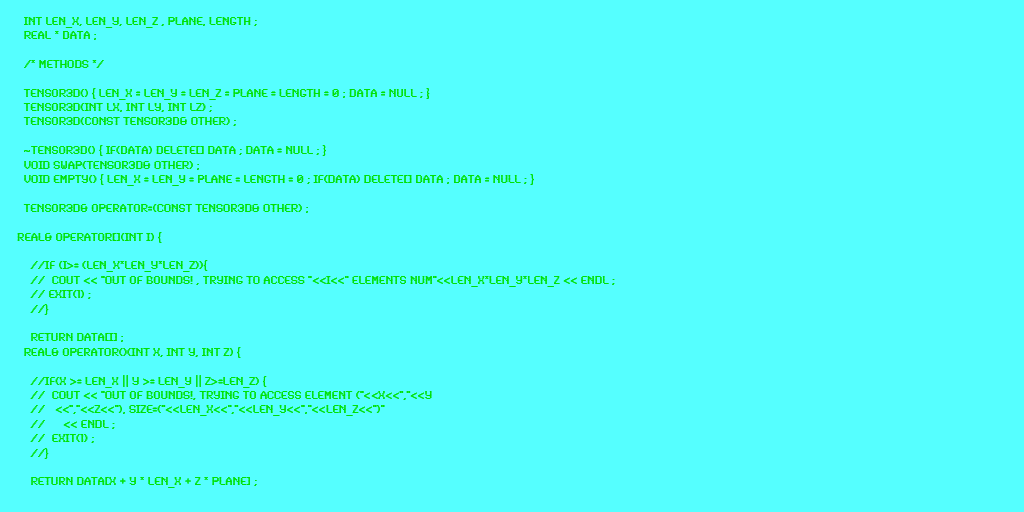 INT LEN_X, LEN_Y, LEN_Z , PLANE, LENGTH ;
REAL * DATA ;
/* METHODS */
TENSOR3D() { LEN_X = LEN_Y = LEN_Z = PLANE = LENGTH = 0 ; DATA = NULL ; }
TENSOR3D(INT LX, INT LY, INT LZ) ;
TENSOR3D(CONST TENSOR3D& OTHER) ;
~TENSOR3D() { IF(DATA) DELETE[] DATA ; DATA = NULL ; }
VOID SWAP(TENSOR3D& OTHER) ;
VOID EMPTY() { LEN_X = LEN_Y = PLANE = LENGTH = 0 ; IF(DATA) DELETE[] DATA ; DATA = NULL ; }
TENSOR3D& OPERATOR=(CONST TENSOR3D& OTHER) ;
REAL& OPERATOR[](INT I) {
//IF (I>= (LEN_X*LEN_Y*LEN_Z)){
// COUT << "OUT OF BOUNDS! , TRYING TO ACCESS "<<I<<" ELEMENTS NUM"<<LEN_X*LEN_Y*LEN_Z << ENDL ;
// EXIT(1) ;
//}
RETURN DATA[I] ;
REAL& OPERATOR()(INT X, INT Y, INT Z) {
//IF(X >= LEN_X || Y >= LEN_Y || Z>=LEN_Z) {
// COUT << "OUT OF BOUNDS!, TRYING TO ACCESS ELEMENT ("<<X<<","<<Y
// <<","<<Z<<"), SIZE=("<<LEN_X<<","<<LEN_Y<<","<<LEN_Z<<")"
// << ENDL ;
// EXIT(1) ;
//}
RETURN DATA[X + Y * LEN_X + Z * PLANE] ;